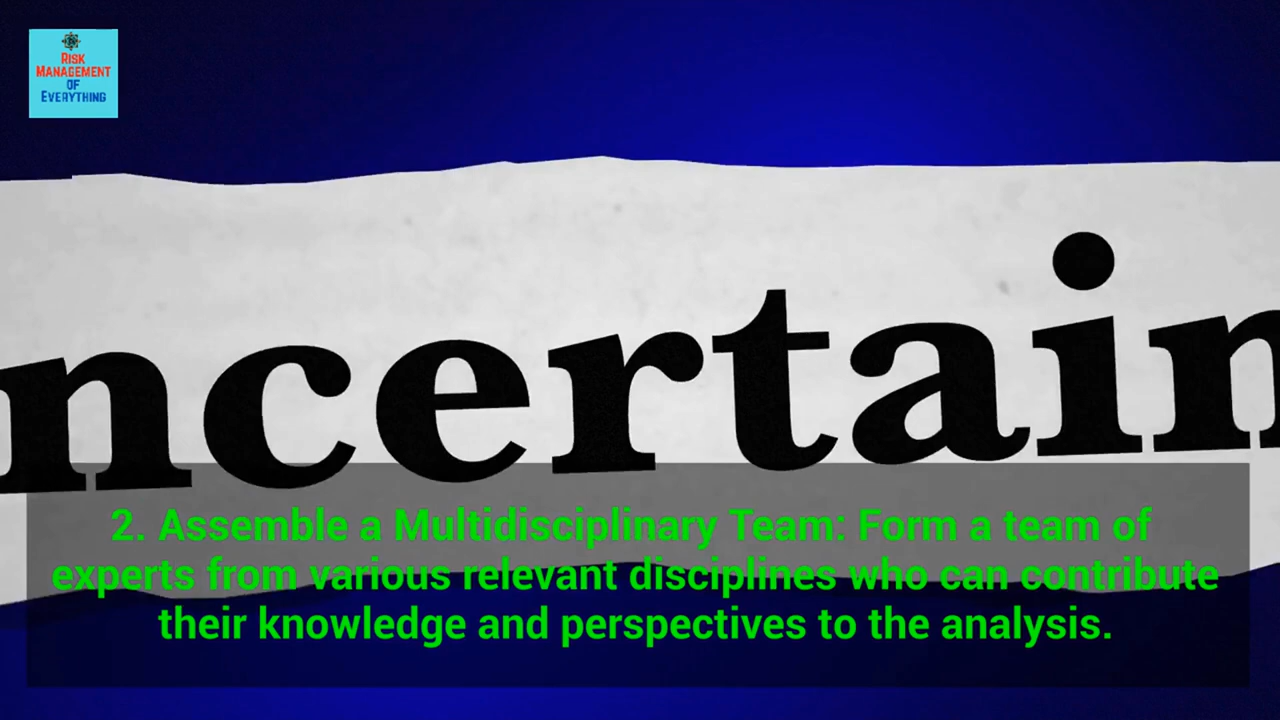 RISK
MANAGEMENT
OF
EVERYTHING
ncertain
2. Assemble a Multidisciplinary Team: Form a team of
experts from various relevant disciplines who can contribute
their knowledge and perspectives to the analysis.